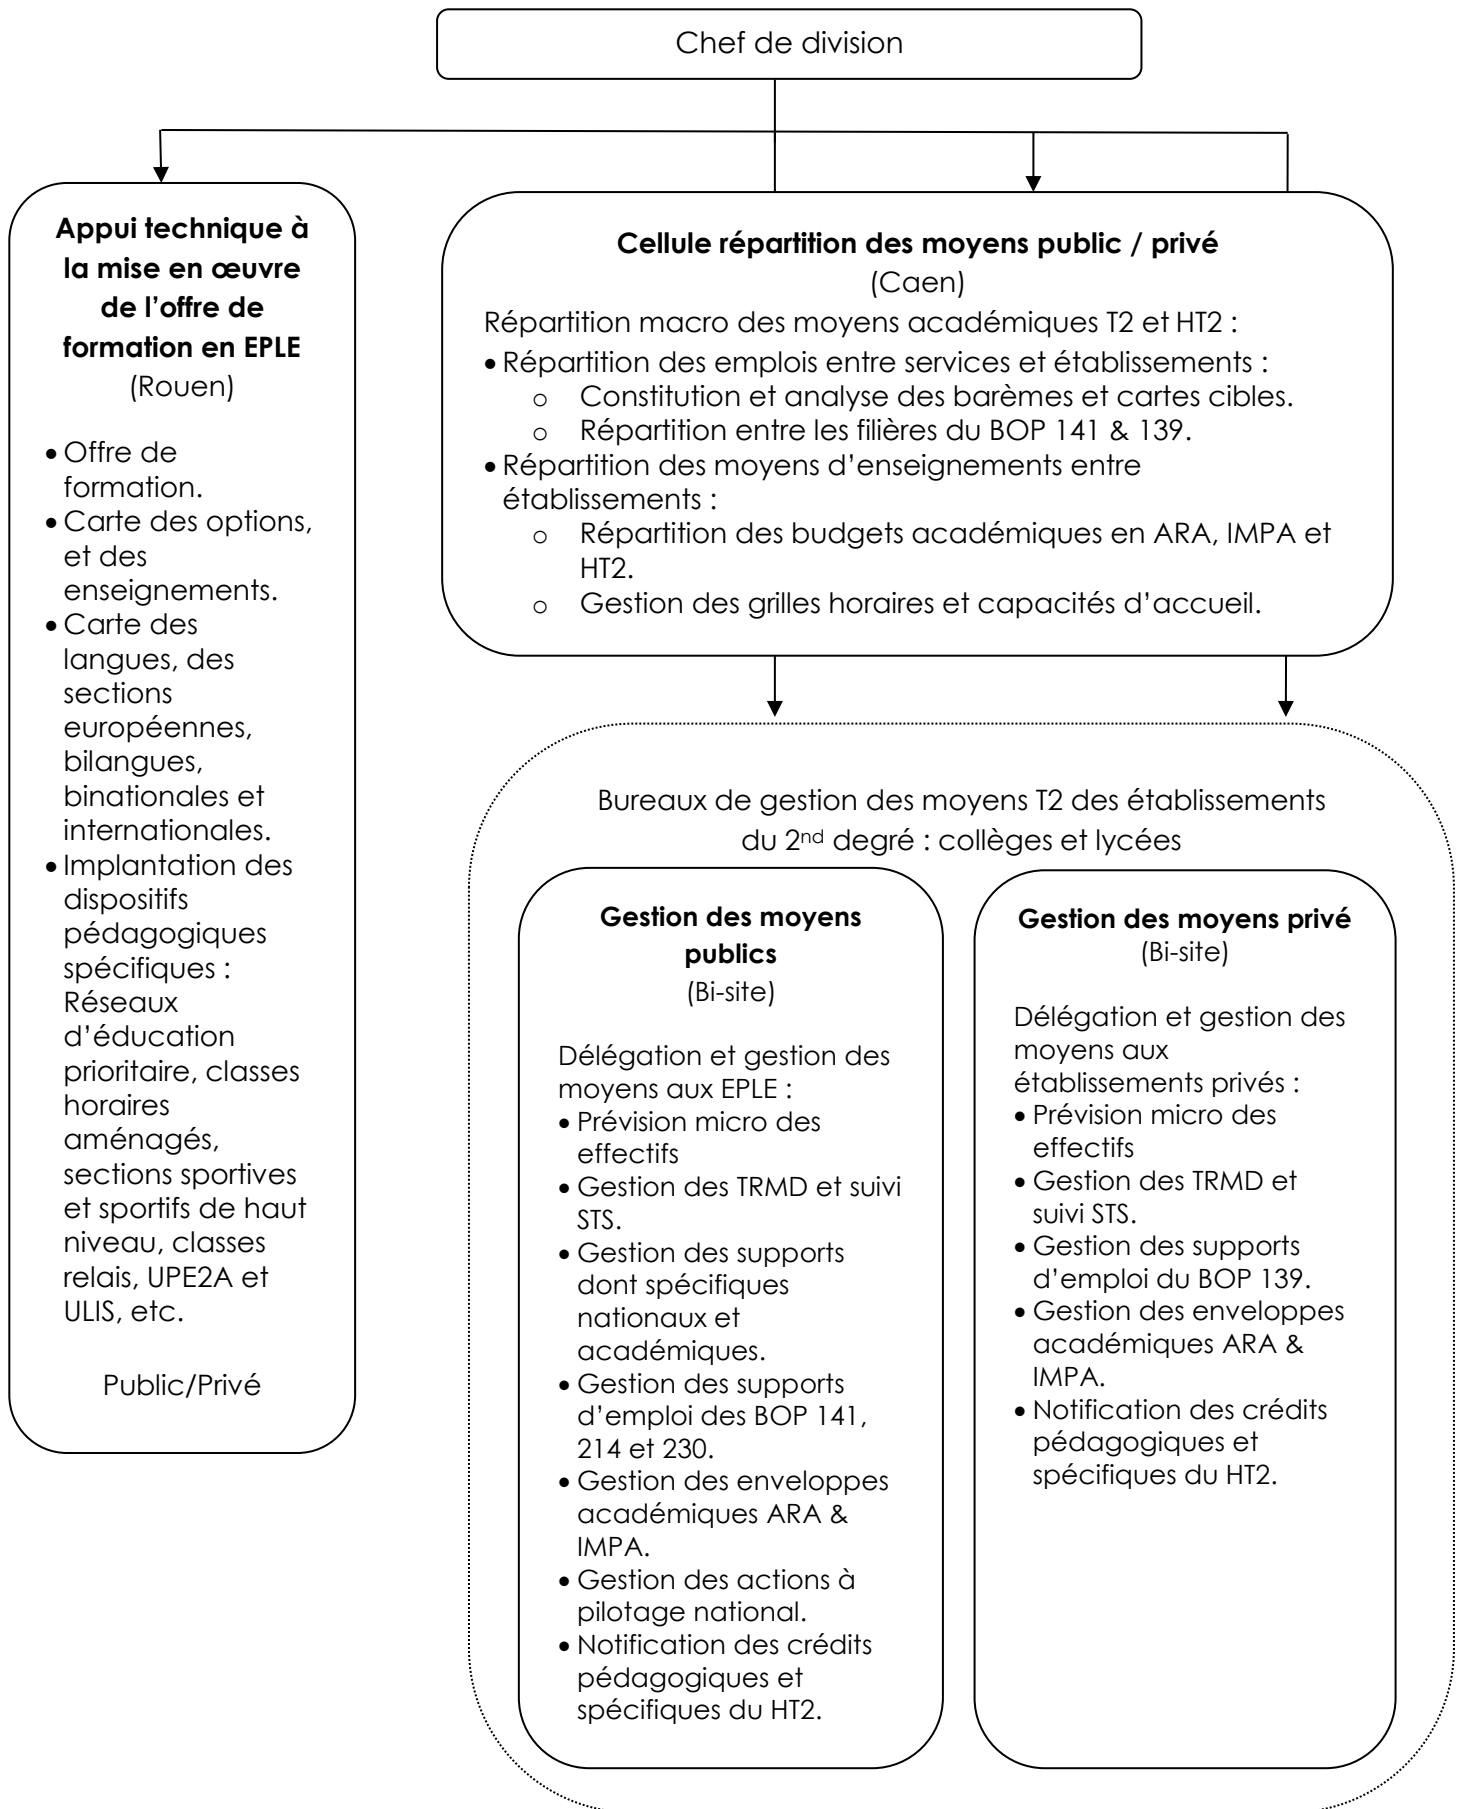 Chef de division
Appui technique à
la mise en œuvre
de l’offre de
formation en EPLE
(Rouen)
• Offre de
formation.
• Carte des options,
et des
enseignements.
• Carte des
langues, des
sections
européennes,
bilangues,
binationales et
internationales.
• Implantation des
dispositifs
pédagogiques
spécifiques :
Réseaux
d’éducation
prioritaire, classes
horaires
aménagés,
sections sportives
et sportifs de haut
niveau, classes
relais, UPE2A et
ULIS, etc.
Public/Privé
Cellule répartition des moyens public / privé
(Caen)
Répartition macro des moyens académiques T2 et HT2 :
• Répartition des emplois entre services et établissements :
o Constitution et analyse des barèmes et cartes cibles.
o Répartition entre les filières du BOP 141 & 139.
• Répartition des moyens d’enseignements entre
établissements :
o Répartition des budgets académiques en ARA, IMPA et
HT2.
o Gestion des grilles horaires et capacités d’accueil.
Bureaux de gestion des moyens T2 des établissements
du 2nd degré : collèges et lycées
Gestion des moyens
publics
(Bi-site)
Délégation et gestion des
moyens aux EPLE :
• Prévision micro des
effectifs
• Gestion des TRMD et suivi
STS.
• Gestion des supports
dont spécifiques
nationaux et
académiques.
• Gestion des supports
d’emploi des BOP 141,
214 et 230.
• Gestion des enveloppes
académiques ARA &
IMPA.
• Gestion des actions à
pilotage national.
• Notification des crédits
pédagogiques et
spécifiques du HT2.
Gestion des moyens privé
(Bi-site)
Délégation et gestion des
moyens aux
établissements privés :
• Prévision micro des
effectifs
• Gestion des TRMD et
suivi STS.
• Gestion des supports
d’emploi du BOP 139.
• Gestion des enveloppes
académiques ARA &
IMPA.
• Notification des crédits
pédagogiques et
spécifiques du HT2.